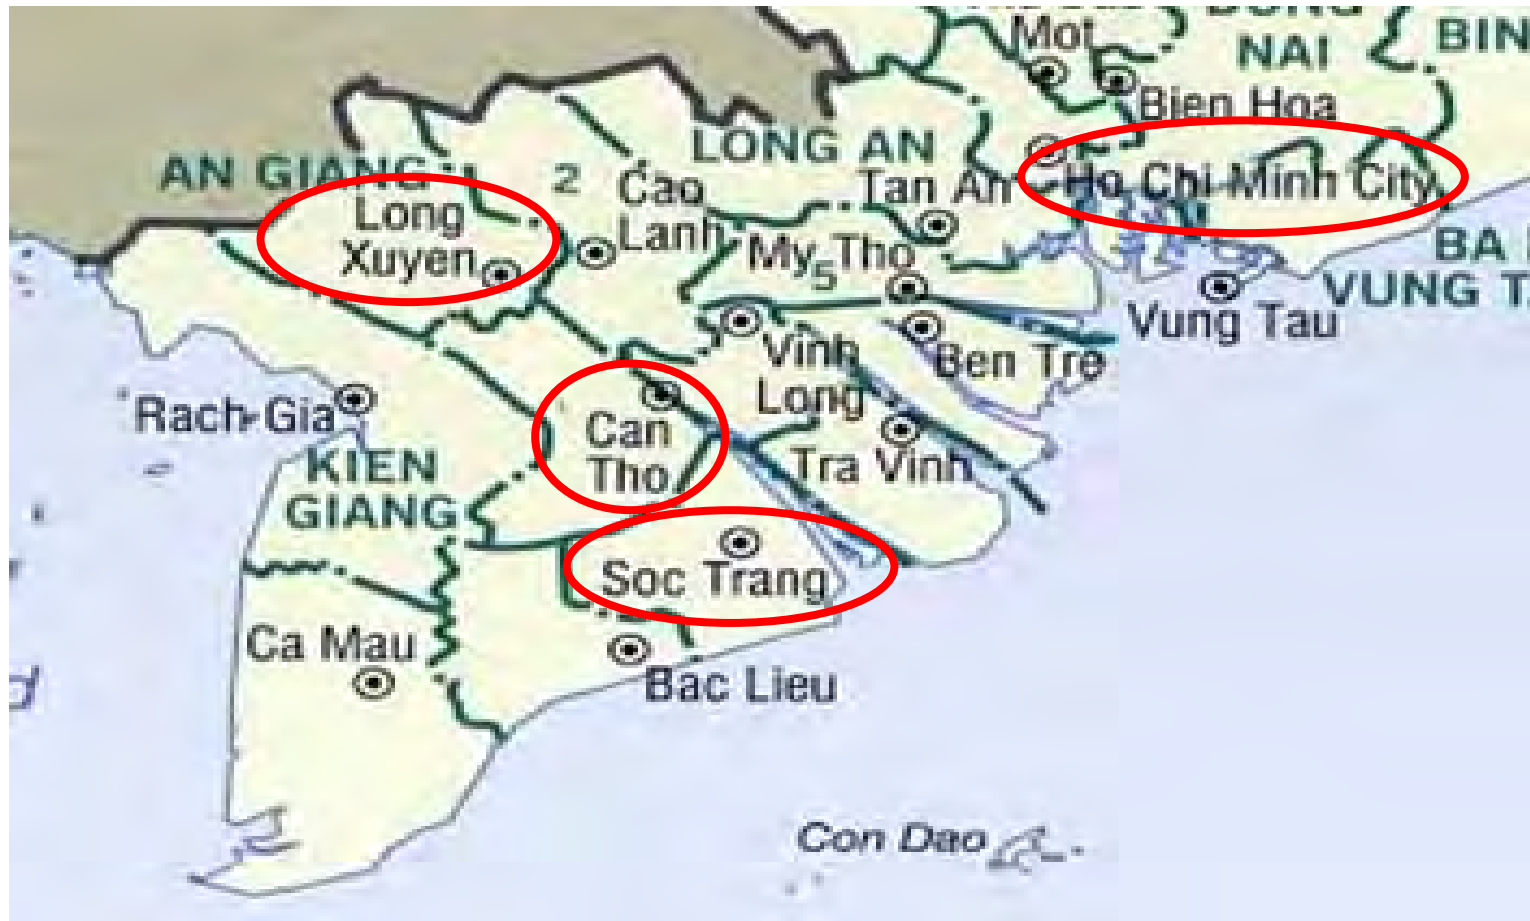 Mot
NAI
BIN
Bien Hoa
LONG AN
AN GIANG
2
Cao
Lanh
Tan An
Ho Chi Minh City
Long
Xuyen
My Tho
5
BA
VUNG T
Vung Tau
Vinh
Long
Ben Tre
Rach Gia
Can
Tho
Tra Vinh
KIEN
GIANG
Soc Trang
Ca Mau
Bac Lieu
Con Dao